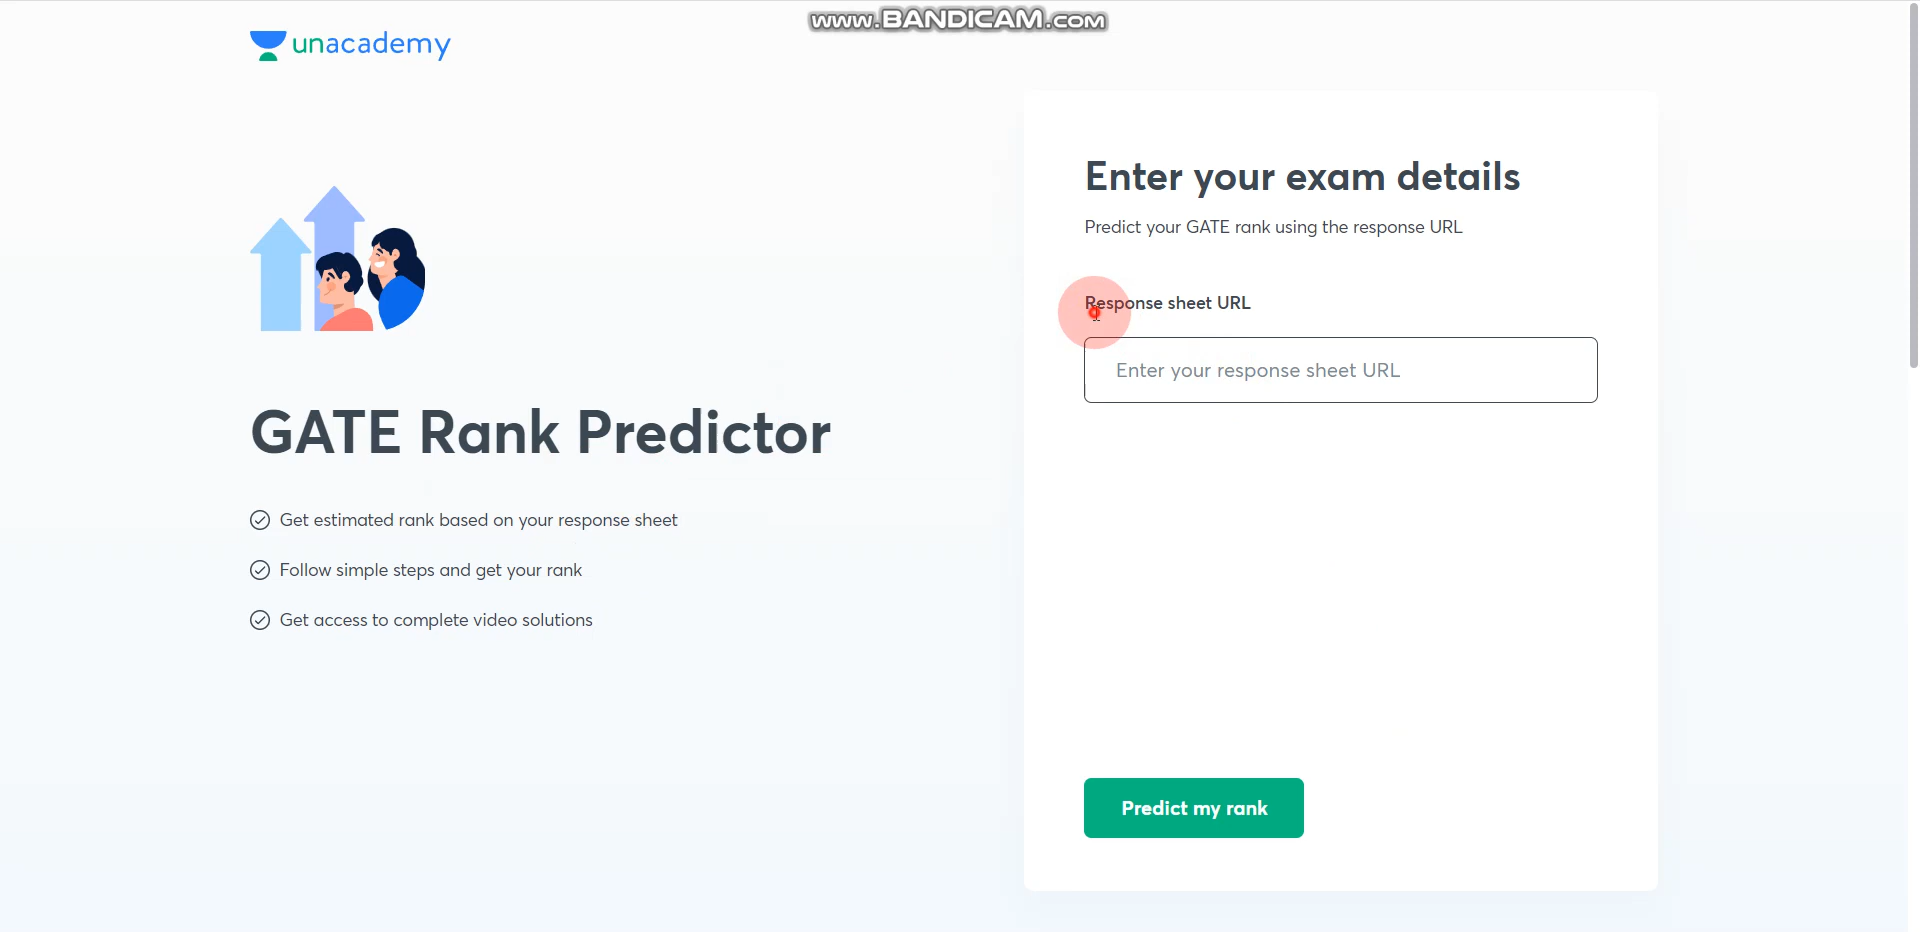 www.BANDICAM.com
unacademy
Enter your exam details
Predict your GATE rank using the response URL
Response sheet URL
Enter your response sheet URL
GATE Rank Predictor
Get estimated rank based on your response sheet
Follow simple steps and get your rank
Get access to complete video solutions
Predict my rank